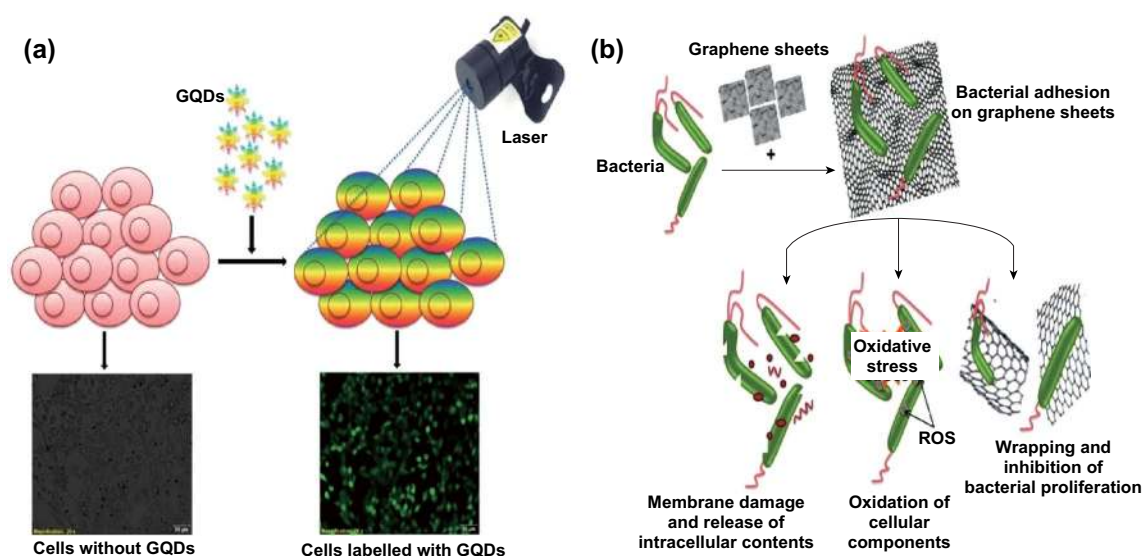 (a)
GQDs
Laser
Cells without GQDs
Cells labelled with GQDs
(b)
Graphene sheets
Bacteria
+
Bacterial adhesion
on graphene sheets
Oxidative
stress
ROS
Membrane damage
and release of
intracellular contents
Oxidation of
cellular
components
Wrapping and
inhibition of
bacterial proliferation